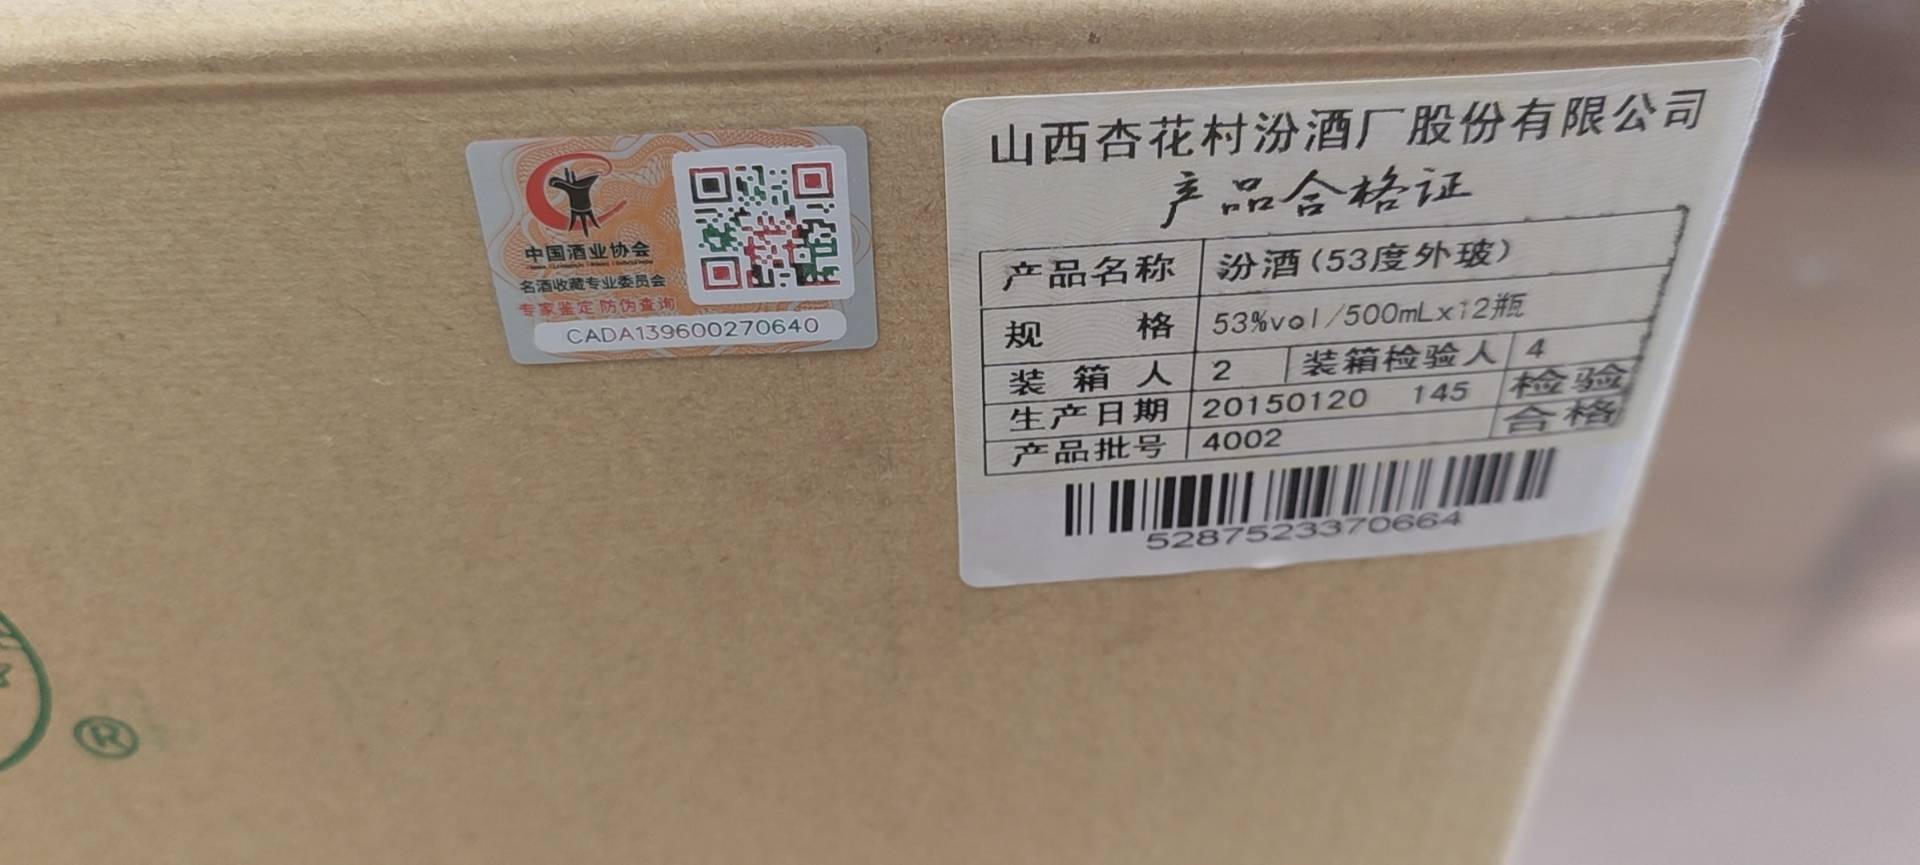 中国酒业协会
名酒收藏专业委员会
专家鉴定 防伪查询
CADA139600270640
山西杏花村汾酒厂股份有限公司
产品合格证
产品名称 汾酒(53度外玻)
规格 53%vol/500mLx12瓶
装箱人 2 装箱检验人 4
生产日期 20150120 145 检验
产品批号 4002 合格
5287523370664
®